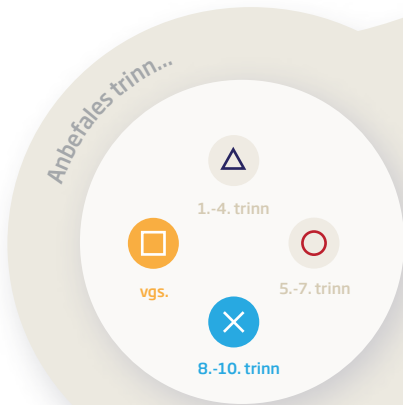 Anbefales trinn...
1.-4. trinn
vgs.
5.-7. trinn
8.-10. trinn